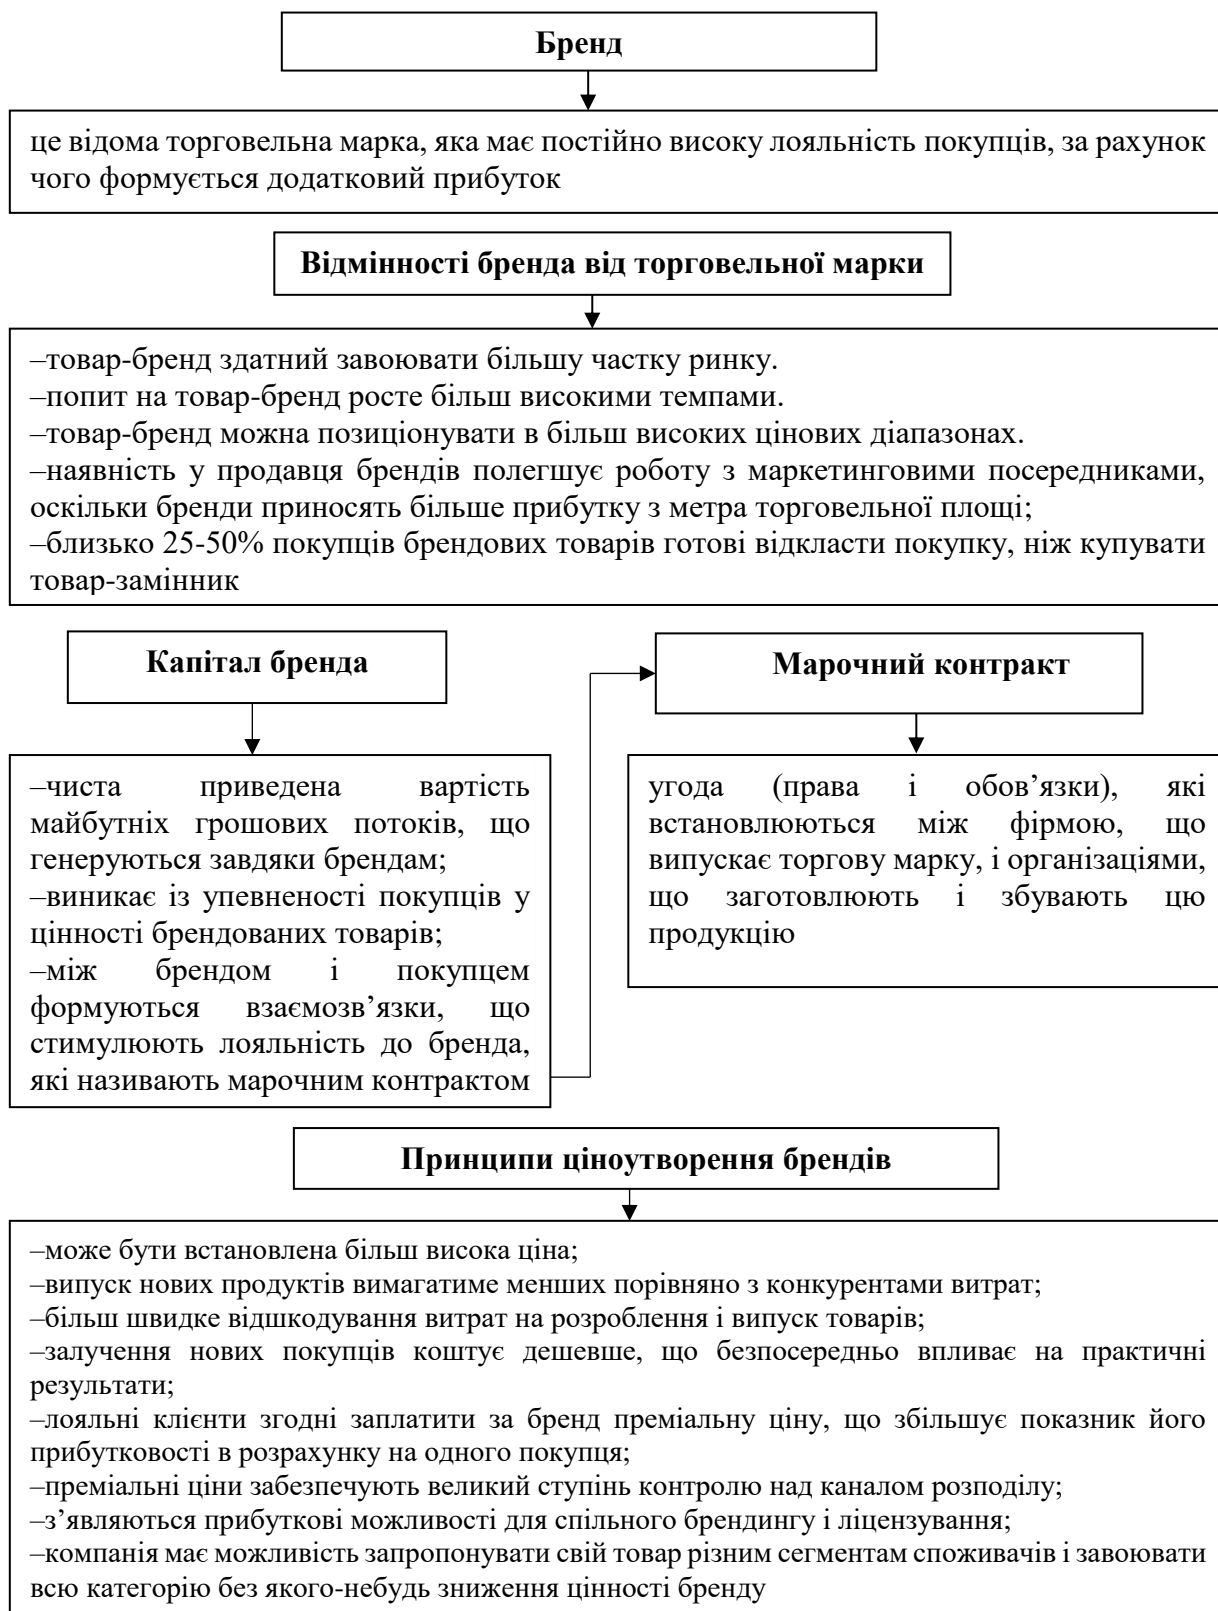 Бренд
це відома торговельна марка, яка має постійно високу лояльність покупців, за рахунок
чого формується додатковий прибуток
Відмінності бренда від торговельної марки
–товар-бренд здатний завоювати більшу частку ринку.
–попит на товар-бренд росте більш високими темпами.
–товар-бренд можна позиціонувати в більш високих цінових діапазонах.
–наявність у продавця брендів полегшує роботу з маркетинговими посередниками,
оскільки бренди приносять більше прибутку з метра торговельної площі;
–близько 25-50% покупців брендових товарів готові відкласти покупку, ніж купувати
товар-замінник
Капітал бренда
–чиста приведена вартість
майбутніх грошових потоків, що
генеруються завдяки брендам;
–виникає із упевненості покупців у
цінності брендованих товарів;
–між брендом і покупцем
формуються взаємозв’язки, що
стимулюють лояльність до бренда,
які називають марочним контрактом
Марочний контракт
угода (права і обов’язки), які
встановлюються між фірмою, що
випускає торгову марку, і організаціями,
що заготовлюють і збувають цю
продукцію
Принципи ціноутворення брендів
–може бути встановлена більш висока ціна;
–випуск нових продуктів вимагатиме менших порівняно з конкурентами витрат;
–більш швидке відшкодування витрат на розроблення і випуск товарів;
–залучення нових покупців коштує дешевше, що безпосередньо впливає на практичні
результати;
–лояльні клієнти згодні заплатити за бренд преміальну ціну, що збільшує показник його
прибутковості в розрахунку на одного покупця;
–преміальні ціни забезпечують великий ступінь контролю над каналом розподілу;
–з’являються прибуткові можливості для спільного брендингу і ліцензування;
–компанія має можливість запропонувати свій товар різним сегментам споживачів і завоювати
всю категорію без якого-небудь зниження цінності бренду